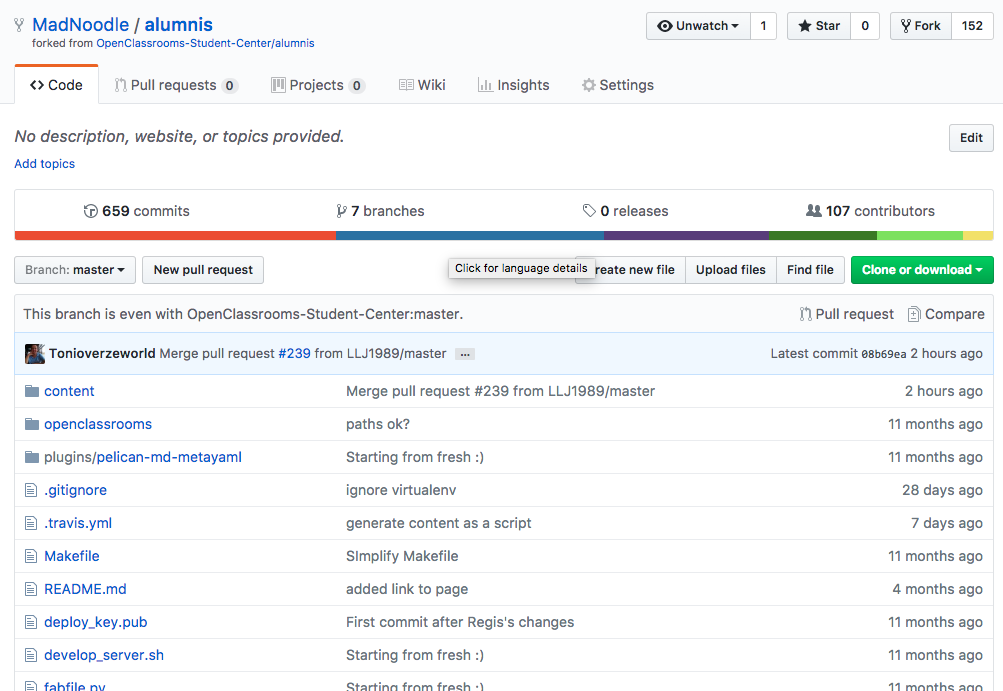 MadNoodle / alumnis
forked from OpenClassrooms-Student-Center/alumnis
Unwatch 1 Star 0 Fork 152
Code Pull requests 0 Projects 0 Wiki Insights Settings
No description, website, or topics provided.
Edit
Add topics
659 commits 7 branches 0 releases 107 contributors
Branch: master New pull request Click for language details reate new file Upload files Find file Clone or download
This branch is even with OpenClassrooms-Student-Center:master. Pull request Compare
Tonioverzeworld Merge pull request #239 from LLJ1989/master ... Latest commit 08b69ea 2 hours ago
content Merge pull request #239 from LLJ1989/master 2 hours ago
openclassrooms paths ok? 11 months ago
plugins/pelican-md-metayaml Starting from fresh :) 11 months ago
.gitignore ignore virtualenv 28 days ago
.travis.yml generate content as a script 7 days ago
Makefile SImplify Makefile 11 months ago
README.md added link to page 4 months ago
deploy_key.pub First commit after Regis's changes 11 months ago
develop_server.sh Starting from fresh :) 11 months ago
fabfile.py Starting from fresh :) 11 months ago